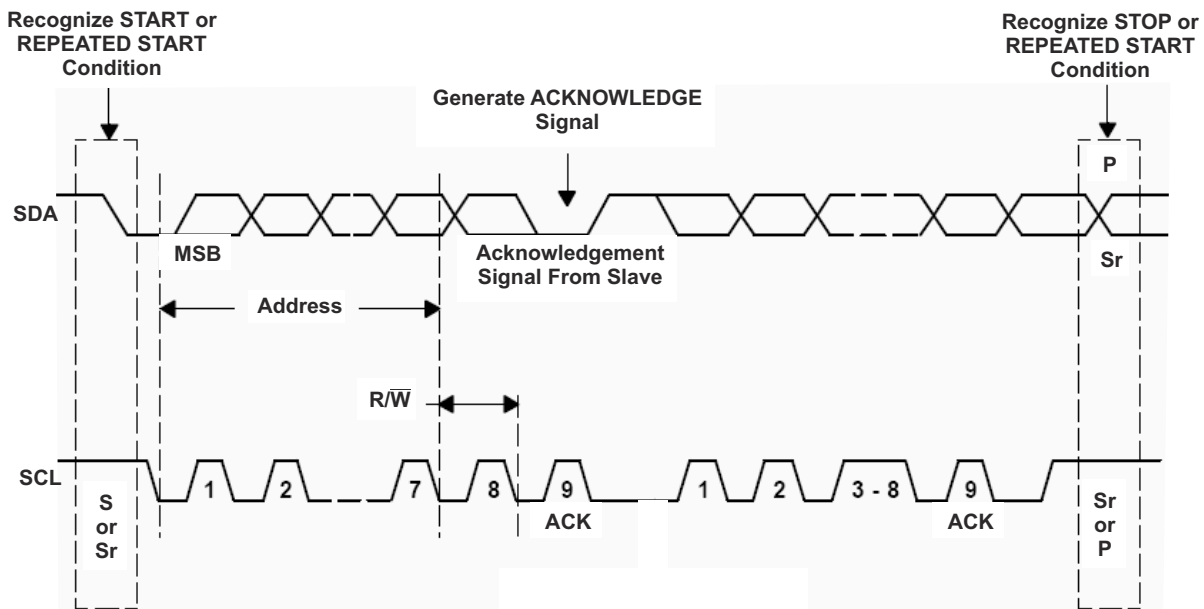 Recognize START or
REPEATED START
Condition
Recognize STOP or
REPEATED START
Condition
Generate ACKNOWLEDGE
Signal
P
SDA
MSB
Acknowledgement
Signal From Slave
Sr
Address
R/W̅
SCL
1
2
7
8
9
1
2
3 - 8
9
S
or
Sr
ACK
ACK
Sr
or
P